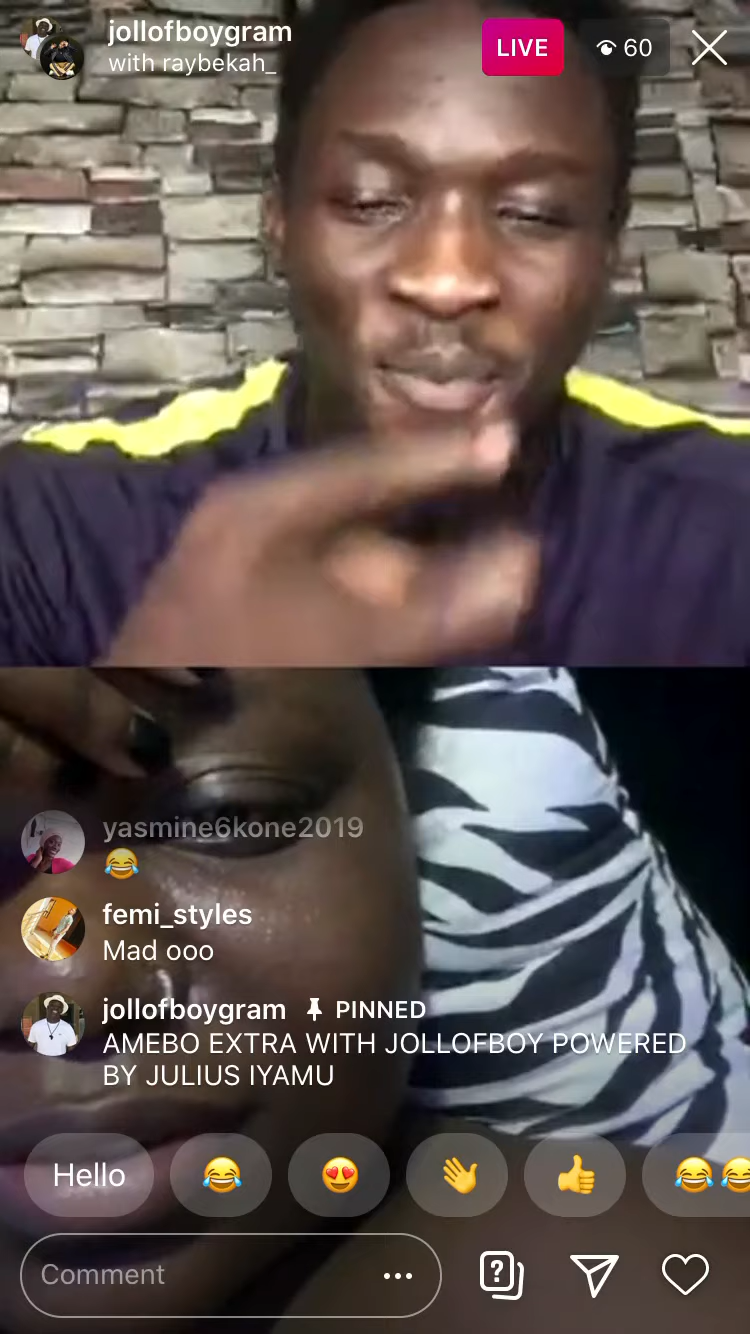 jollofboygram
with raybekah_
LIVE
60
yasmine6kone2019
😂
femi_styles
Mad ooo
jollofboygram PINNED
AMEBO EXTRA WITH JOLLOFBOY POWERED
BY JULIUS IYAMU
Hello 😂 😍 👋 👍 😂😂
Comment